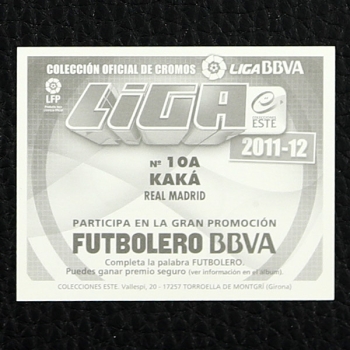 COLECCIÓN OFICIAL DE CROMOS LIGA BBVA
LFP
LiGA
ESTE
2011-12
Nº 10A
KAKÁ
REAL MADRID
PARTICIPA EN LA GRAN PROMOCIÓN
FUTBOLERO BBVA
Completa la palabra FUTBOLERO.
Puedes ganar premio seguro (ver información en el álbum).
COLECCIONES ESTE. Vallespi, 20 - 17257 TORROELLA DE MONTGRÍ (Girona)